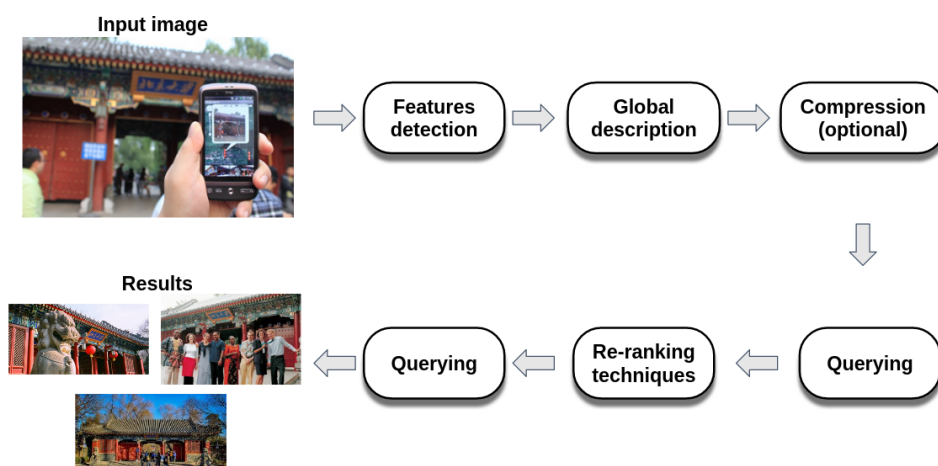 Input image
Features
detection
Global
description
Compression
(optional)
Results
Querying
Re-ranking
techniques
Querying